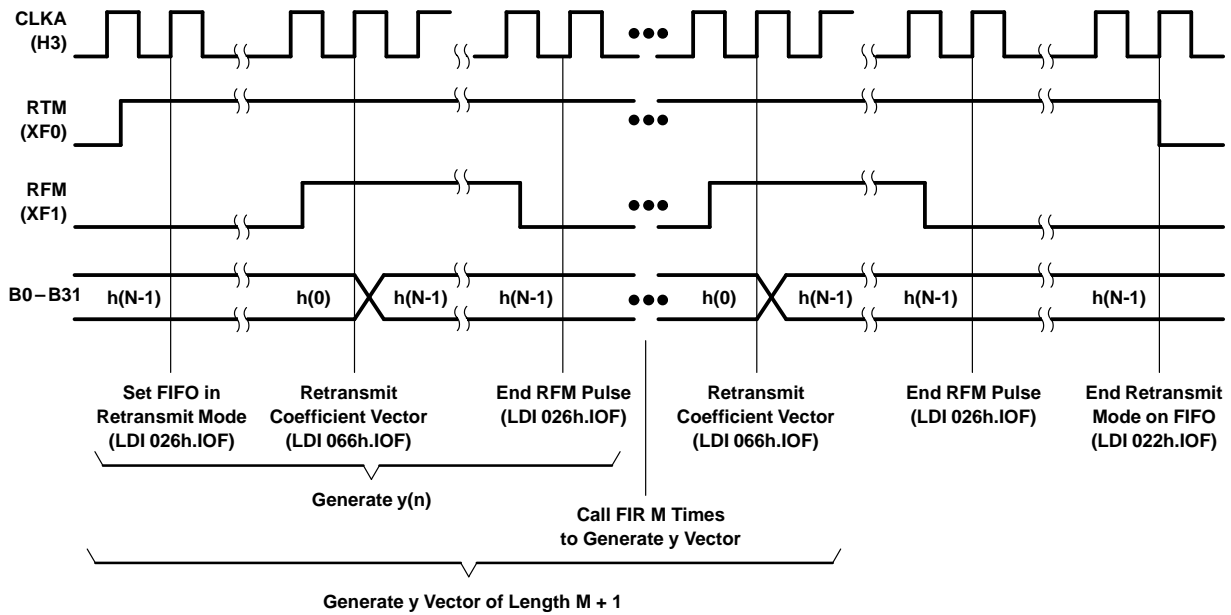 CLKA
(H3)
RTM
(XF0)
RFM
(XF1)
B0–B31
h(N-1)
h(0)
h(N-1)
h(N-1)
h(0)
h(N-1)
h(N-1)
h(N-1)
Set FIFO in
Retransmit Mode
(LDI 026h.IOF)
Retransmit
Coefficient Vector
(LDI 066h.IOF)
End RFM Pulse
(LDI 026h.IOF)
Retransmit
Coefficient Vector
(LDI 066h.IOF)
End RFM Pulse
(LDI 026h.IOF)
End Retransmit
Mode on FIFO
(LDI 022h.IOF)
Generate y(n)
Call FIR M Times
to Generate y Vector
Generate y Vector of Length M + 1